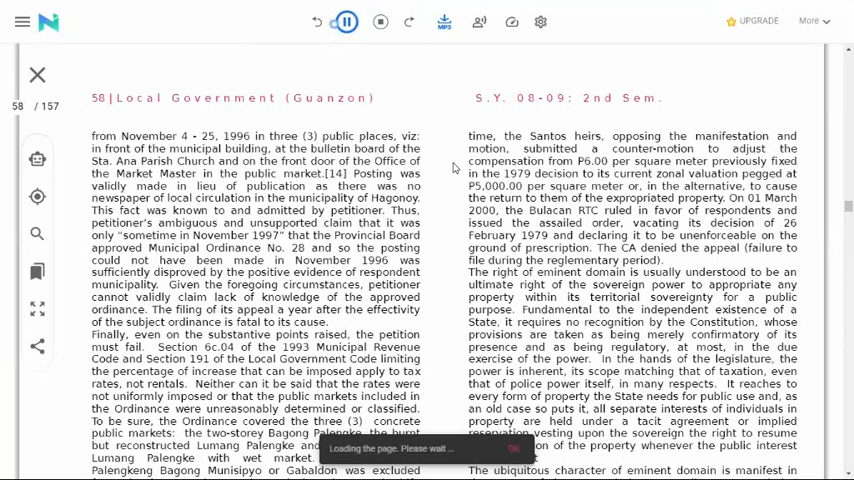 MP3
UPGRADE
More
58 / 157
58|Local Government (Guanzon)
S.Y. 08-09: 2nd Sem.
from November 4 - 25, 1996 in three (3) public places, viz:
in front of the municipal building, at the bulletin board of the
Sta. Ana Parish Church and on the front door of the Office of
the Market Master in the public market.[14] Posting was
validly made in lieu of publication as there was no
newspaper of local circulation in the municipality of Hagonoy.
This fact was known to and admitted by petitioner. Thus,
petitioner's ambiguous and unsupported claim that it was
only "sometime in November 1997" that the Provincial Board
approved Municipal Ordinance No. 28 and so the posting
could not have been made in November 1996 was
sufficiently disproved by the positive evidence of respondent
municipality. Given the foregoing circumstances, petitioner
cannot validly claim lack of knowledge of the approved
ordinance. The filing of its appeal a year after the effectivity
of the subject ordinance is fatal to its cause.
Finally, even on the substantive points raised, the petition
must fail. Section 6c.04 of the 1993 Municipal Revenue
Code and Section 191 of the Local Government Code limiting
the percentage of increase that can be imposed apply to tax
rates, not rentals. Neither can it be said that the rates were
not uniformly imposed or that the public markets included in
the Ordinance were unreasonably determined or classified.
To be sure, the Ordinance covered the three (3) concrete
public markets: the two-storey Bagong Palengke, the burnt
but reconstructed Lumang Palengke and
Lumang Palengke with wet market.
Palengkeng Bagong Munisipyo or Gabaldon was excluded
time, the Santos heirs, opposing the manifestation and
motion, submitted a counter-motion to adjust the
compensation from P6.00 per square meter previously fixed
in the 1979 decision to its current zonal valuation pegged at
P5,000.00 per square meter or, in the alternative, to cause
the return to them of the expropriated property. On 01 March
2000, the Bulacan RTC ruled in favor of respondents and
issued the assailed order, vacating its decision of 26
February 1979 and declaring it to be unenforceable on the
ground of prescription. The CA denied the appeal (failure to
file during the reglementary period).
The right of eminent domain is usually understood to be an
ultimate right of the sovereign power to appropriate any
property within its territorial sovereignty for a public
purpose. Fundamental to the independent existence of a
State, it requires no recognition by the Constitution, whose
provisions are taken as being merely confirmatory of its
presence and as being regulatory, at most, in the due
exercise of the power. In the hands of the legislature, the
power is inherent, its scope matching that of taxation, even
that of police power itself, in many respects. It reaches to
every form of property the State needs for public use and, as
an old case so puts it, all separate interests of individuals in
property are held under a tacit agreement or implied
reservation vesting upon the sovereign the right to resume
on of the property whenever the public interest
The ubiquitous character of eminent domain is manifest in
Loading the page. Please wait ...
OK